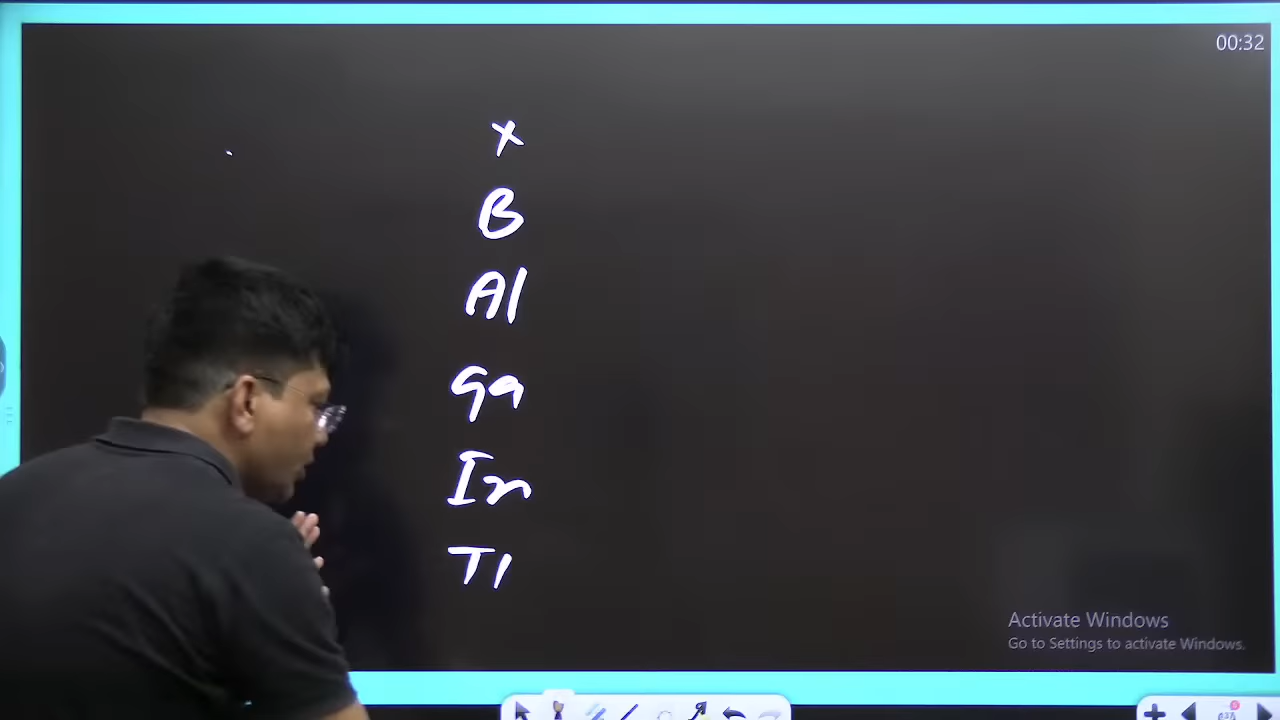 00:32
x
B
Al
Ga
In
Tl
Activate Windows
Go to Settings to activate Windows.